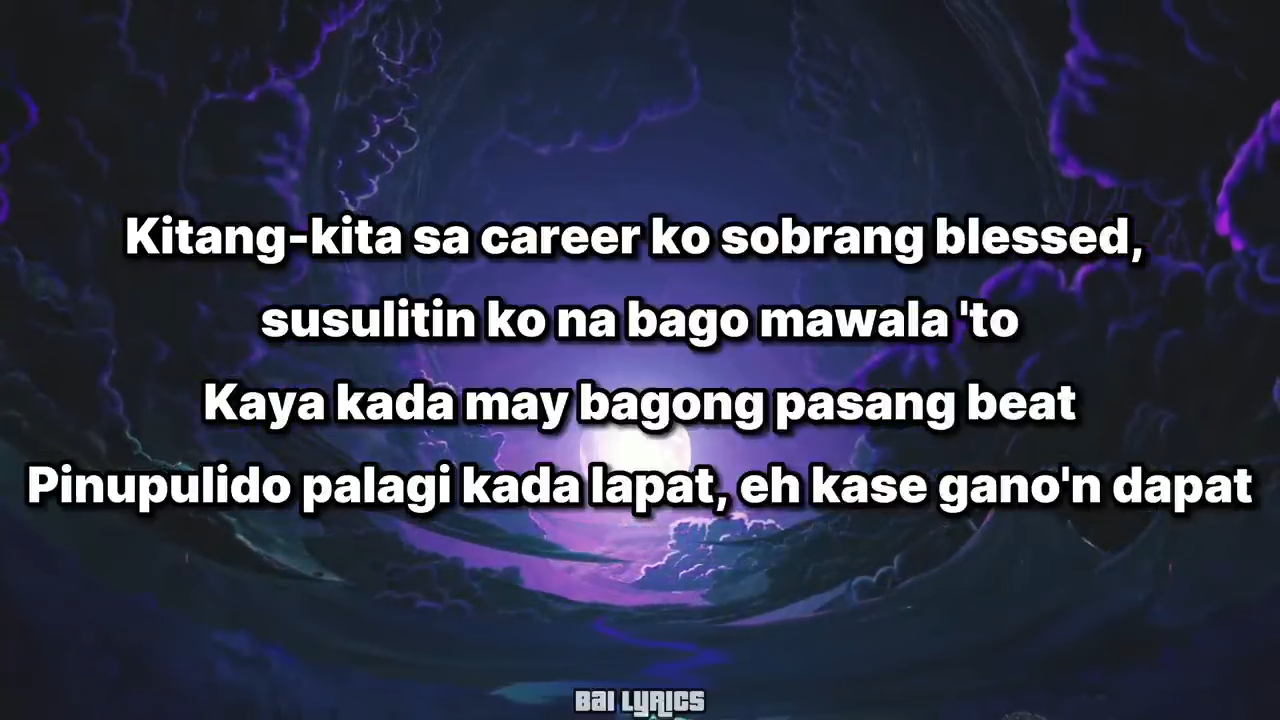 Kitang-kita sa career ko sobrang blessed,
susulitin ko na bago mawala 'to
Kaya kada may bagong pasang beat
Pinupulido palagi kada lapat, eh kase gano'n dapat
BAI LYRICS